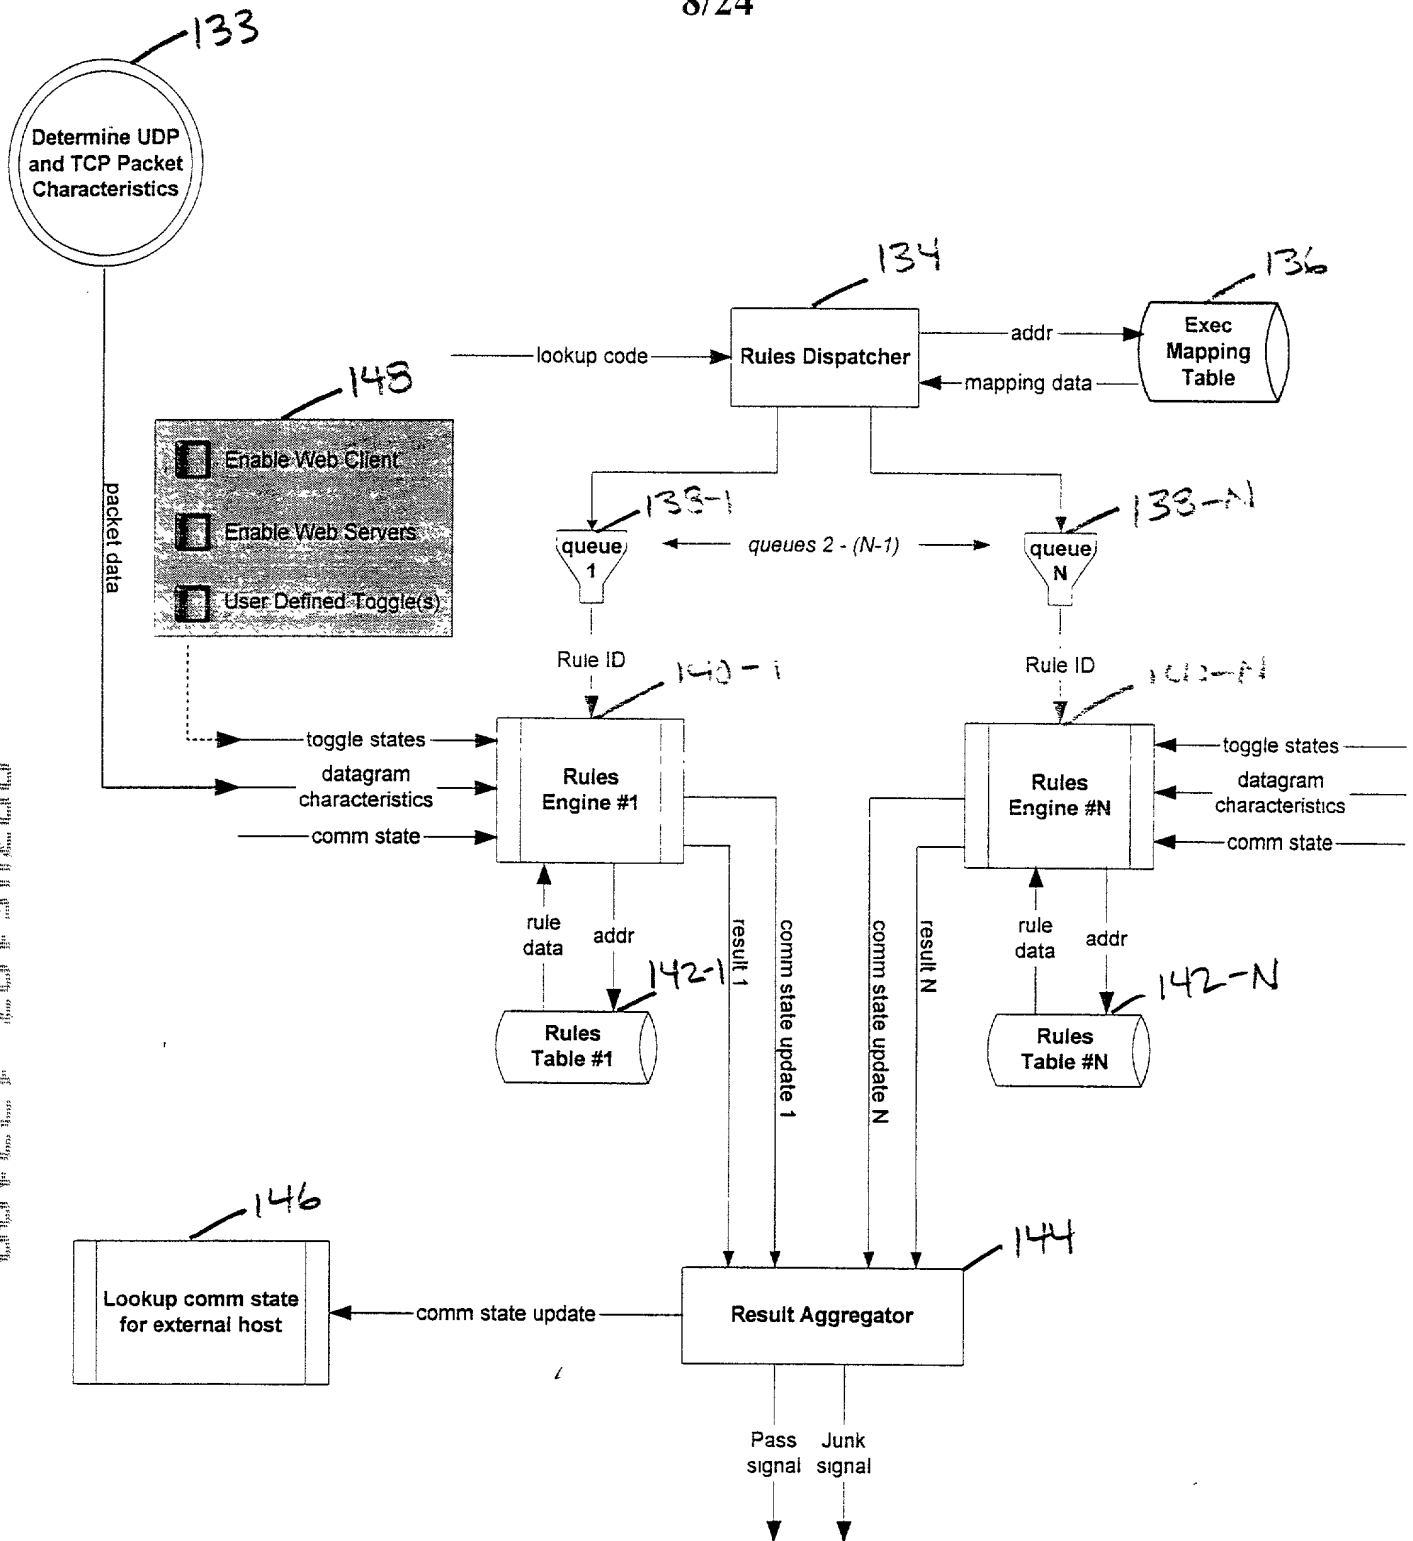 8/24
133
Determine UDP
and TCP Packet
Characteristics
134
136
lookup code
Rules Dispatcher
addr
mapping data
Exec
Mapping
Table
148
Enable Web Client
Enable Web Servers
User Defined Toggle(s)
packet data
138-1
138-N
queue
1
queues 2 - (N-1)
queue
N
Rule ID
Rule ID
140-1
toggle states
datagram
characteristics
comm state
Rules
Engine #1
Rules
Engine #N
toggle states
datagram
characteristics
comm state
rule
data
addr
result 1
comm state update 1
comm state update N
result N
rule
data
addr
142-1
142-N
Rules
Table #1
Rules
Table #N
146
144
Lookup comm state
for external host
comm state update
Result Aggregator
Pass
signal
Junk
signal